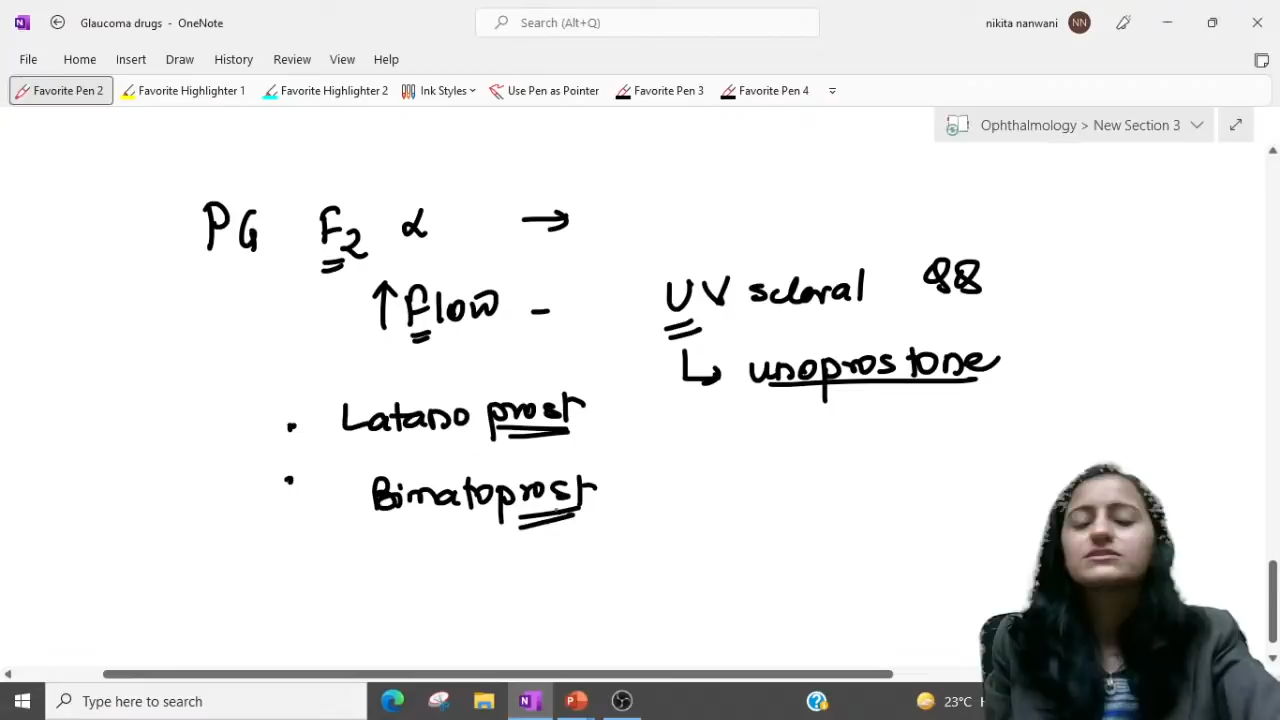 Glaucoma drugs - OneNote
Search (Alt+Q)
nikita nanwani NN
File Home Insert Draw History Review View Help
Favorite Pen 2 Favorite Highlighter 1 Favorite Highlighter 2 Ink Styles Use Pen as Pointer Favorite Pen 3 Favorite Pen 4
Ophthalmology > New Section 3
PG F2 α →
↑ Flow -
UV scleral
↳ unoprostone
. Latanoprost
. Bimatoprost
Type here to search
23°C